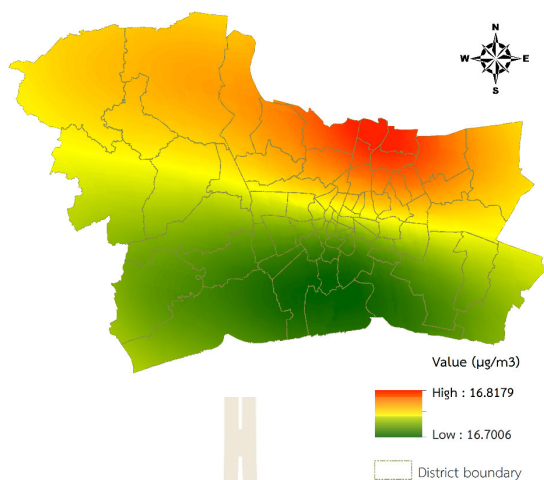 N
W E
S
Value (µg/m3)
High : 16.8179
Low : 16.7006
District boundary